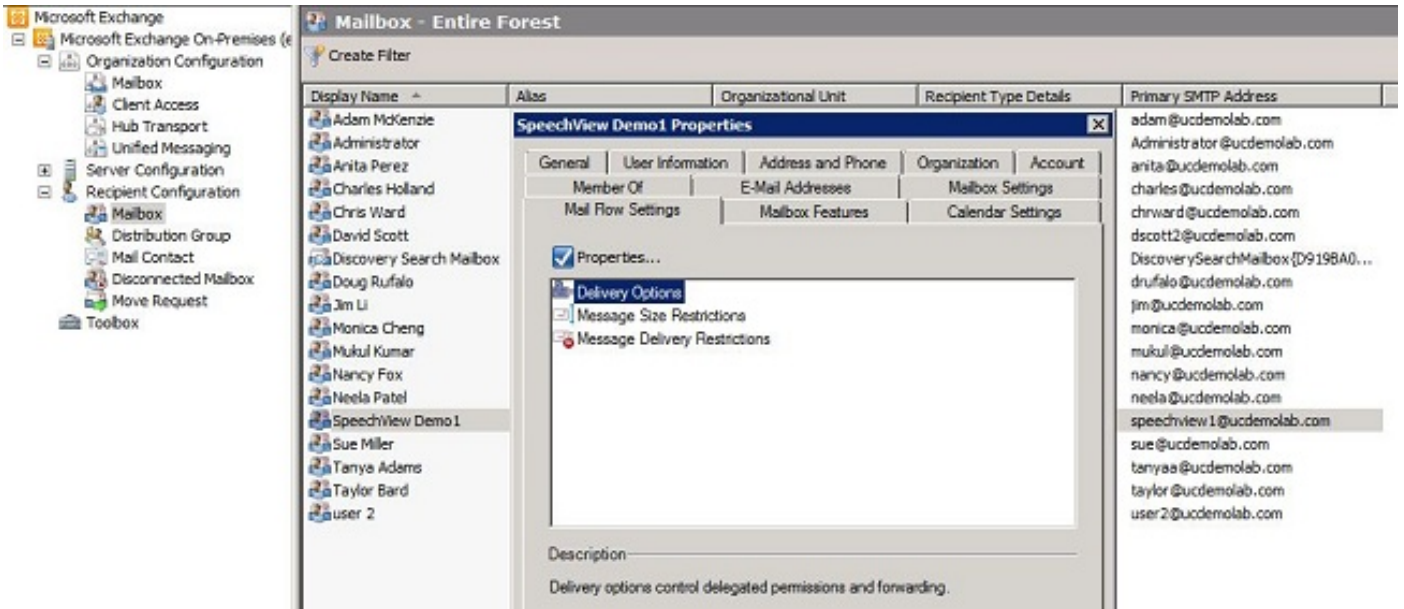 Microsoft Exchange
Microsoft Exchange On-Premises (e
Organization Configuration
Mailbox
Client Access
Hub Transport
Unified Messaging
Server Configuration
Recipient Configuration
Mailbox
Distribution Group
Mail Contact
Disconnected Mailbox
Move Request
Toolbox
Mailbox - Entire Forest
Create Filter
Display Name Alias Organizational Unit Recipient Type Details Primary SMTP Address
Adam McKenzie adam@ucdemolab.com
Administrator Administrator@ucdemolab.com
Anita Perez anita@ucdemolab.com
Charles Holland charles@ucdemolab.com
Chris Ward chrward@ucdemolab.com
David Scott dscott2@ucdemolab.com
Discovery Search Mailbox DiscoverySearchMailbox{D919BA0...
Doug Rufalo drufalo@ucdemolab.com
Jim Li jim@ucdemolab.com
Monica Cheng monica@ucdemolab.com
Mukul Kumar mukul@ucdemolab.com
Nancy Fox nancy@ucdemolab.com
Neela Patel neela@ucdemolab.com
SpeechView Demo1 speechview1@ucdemolab.com
Sue Miller sue@ucdemolab.com
Tanya Adams tanyaa@ucdemolab.com
Taylor Bard taylor@ucdemolab.com
user 2 user2@ucdemolab.com
SpeechView Demo1 Properties
General User Information Address and Phone Organization Account
Member Of E-Mail Addresses Mailbox Settings
Mail Flow Settings Mailbox Features Calendar Settings
Properties...
Delivery Options
Message Size Restrictions
Message Delivery Restrictions
Description
Delivery options control delegated permissions and forwarding.